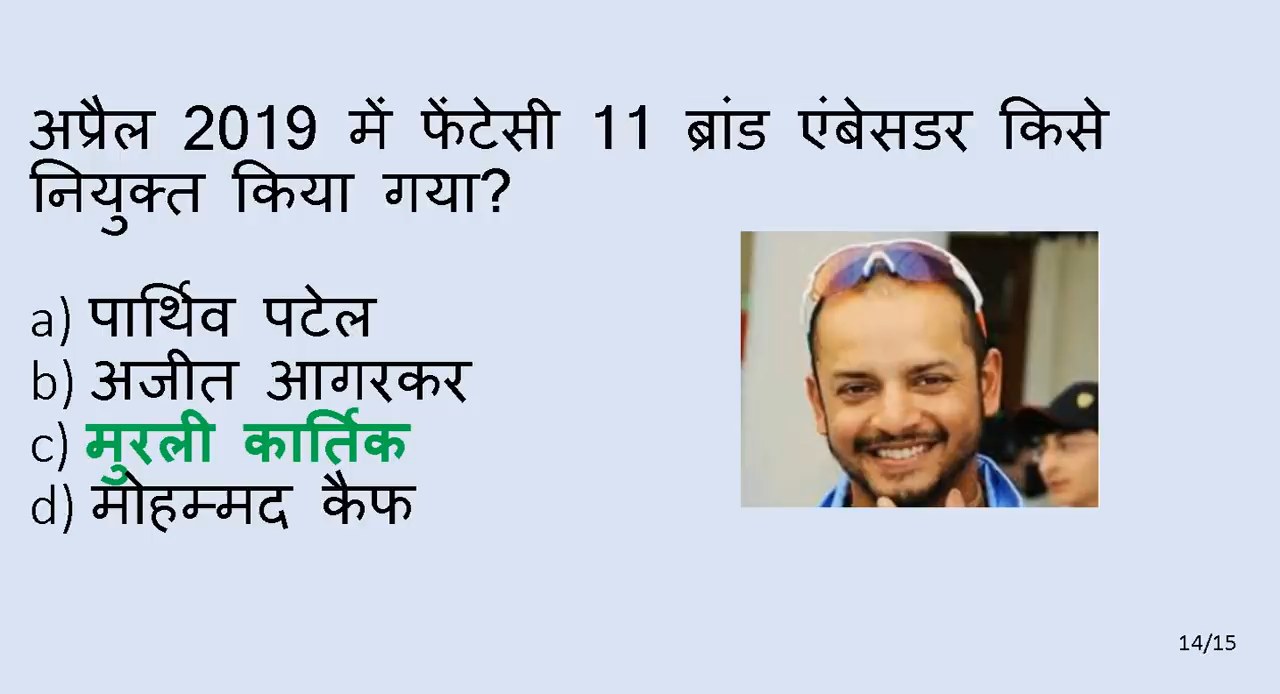 अप्रैल 2019 में फेंटेसी 11 ब्रांड एंबेसडर किसे
नियुक्त किया गया?
a) पार्थिव पटेल
b) अजीत आगरकर
c) मुरली कार्तिक
d) मोहम्मद कैफ
14/15